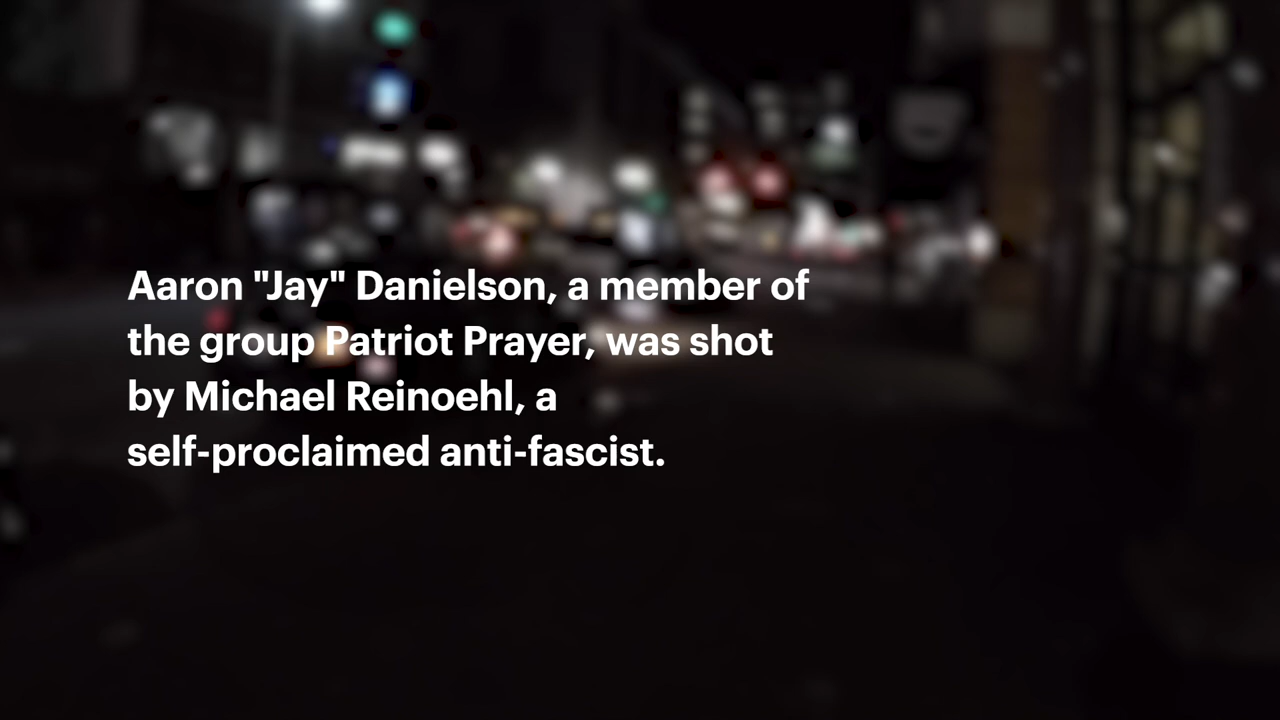 Aaron "Jay" Danielson, a member of
the group Patriot Prayer, was shot
by Michael Reinoehl, a
self-proclaimed anti-fascist.